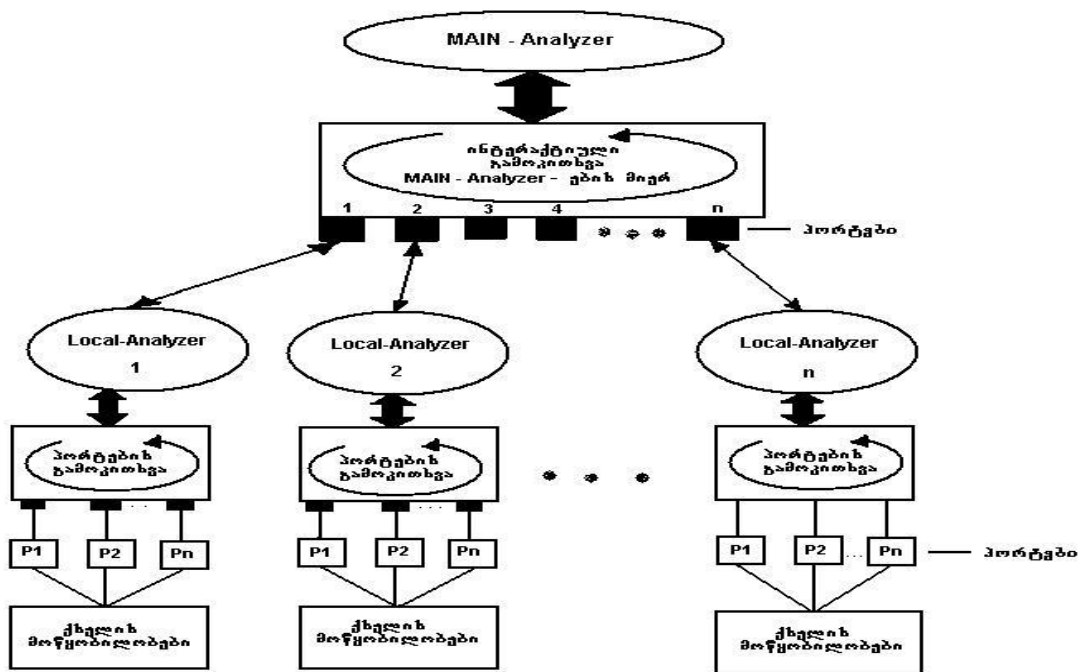 MAIN - Analyzer
ინტერაქტიული
გამოკითხვა
MAIN - Analyzer - ების მიერ
1 2 3 4 n
პორტები
Local-Analyzer
1
Local-Analyzer
2
Local-Analyzer
n
პორტების
გამოკითხვა
პორტების
გამოკითხვა
პორტების
გამოკითხვა
P1 P2 Pn
P1 P2 Pn
P1 P2 Pn
პორტები
ქსელის
მოწყობილობები
ქსელის
მოწყობილობები
ქსელის
მოწყობილობები